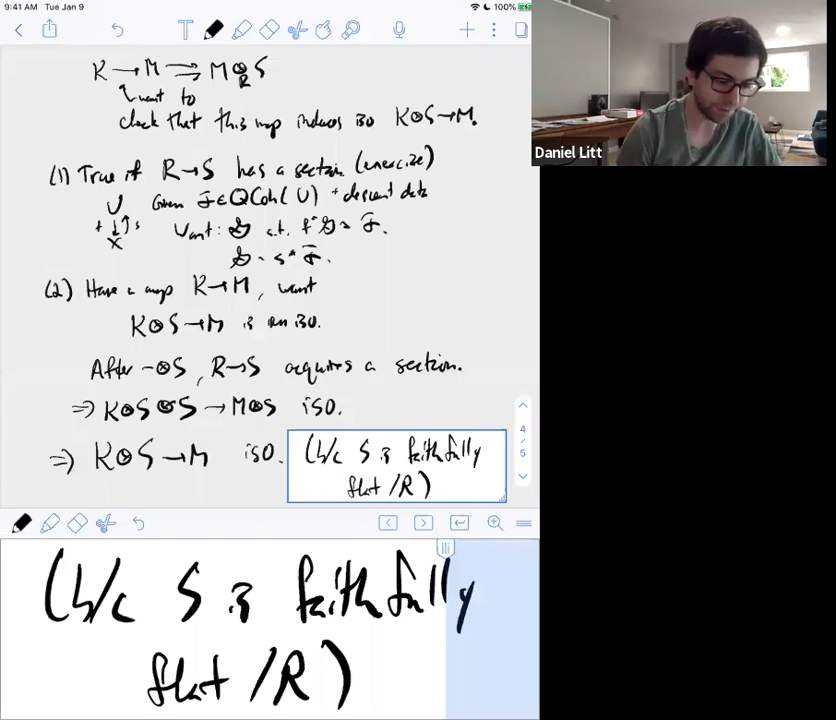 9:41 AM Tue Jan 9
100%
K → M ⇉ M⊗S
R
want to
check that this map induces iso K⊗S→M.
(1) True if R→S has a section (exercise)
U Given F∈QCoh(U) + descent data
X Want: G s.t. f*G ≃ F.
G = s*F.
(2) Have a map K→M, want
K⊗S→M is an iso.
After -⊗S, R→S acquires a section.
⇒ K⊗S⊗S → M⊗S iso.
⇒ K⊗S→M iso. (b/c S is faithfully
flat /R)
4
/
5
(b/c S is faithfully
flat /R)
Daniel Litt